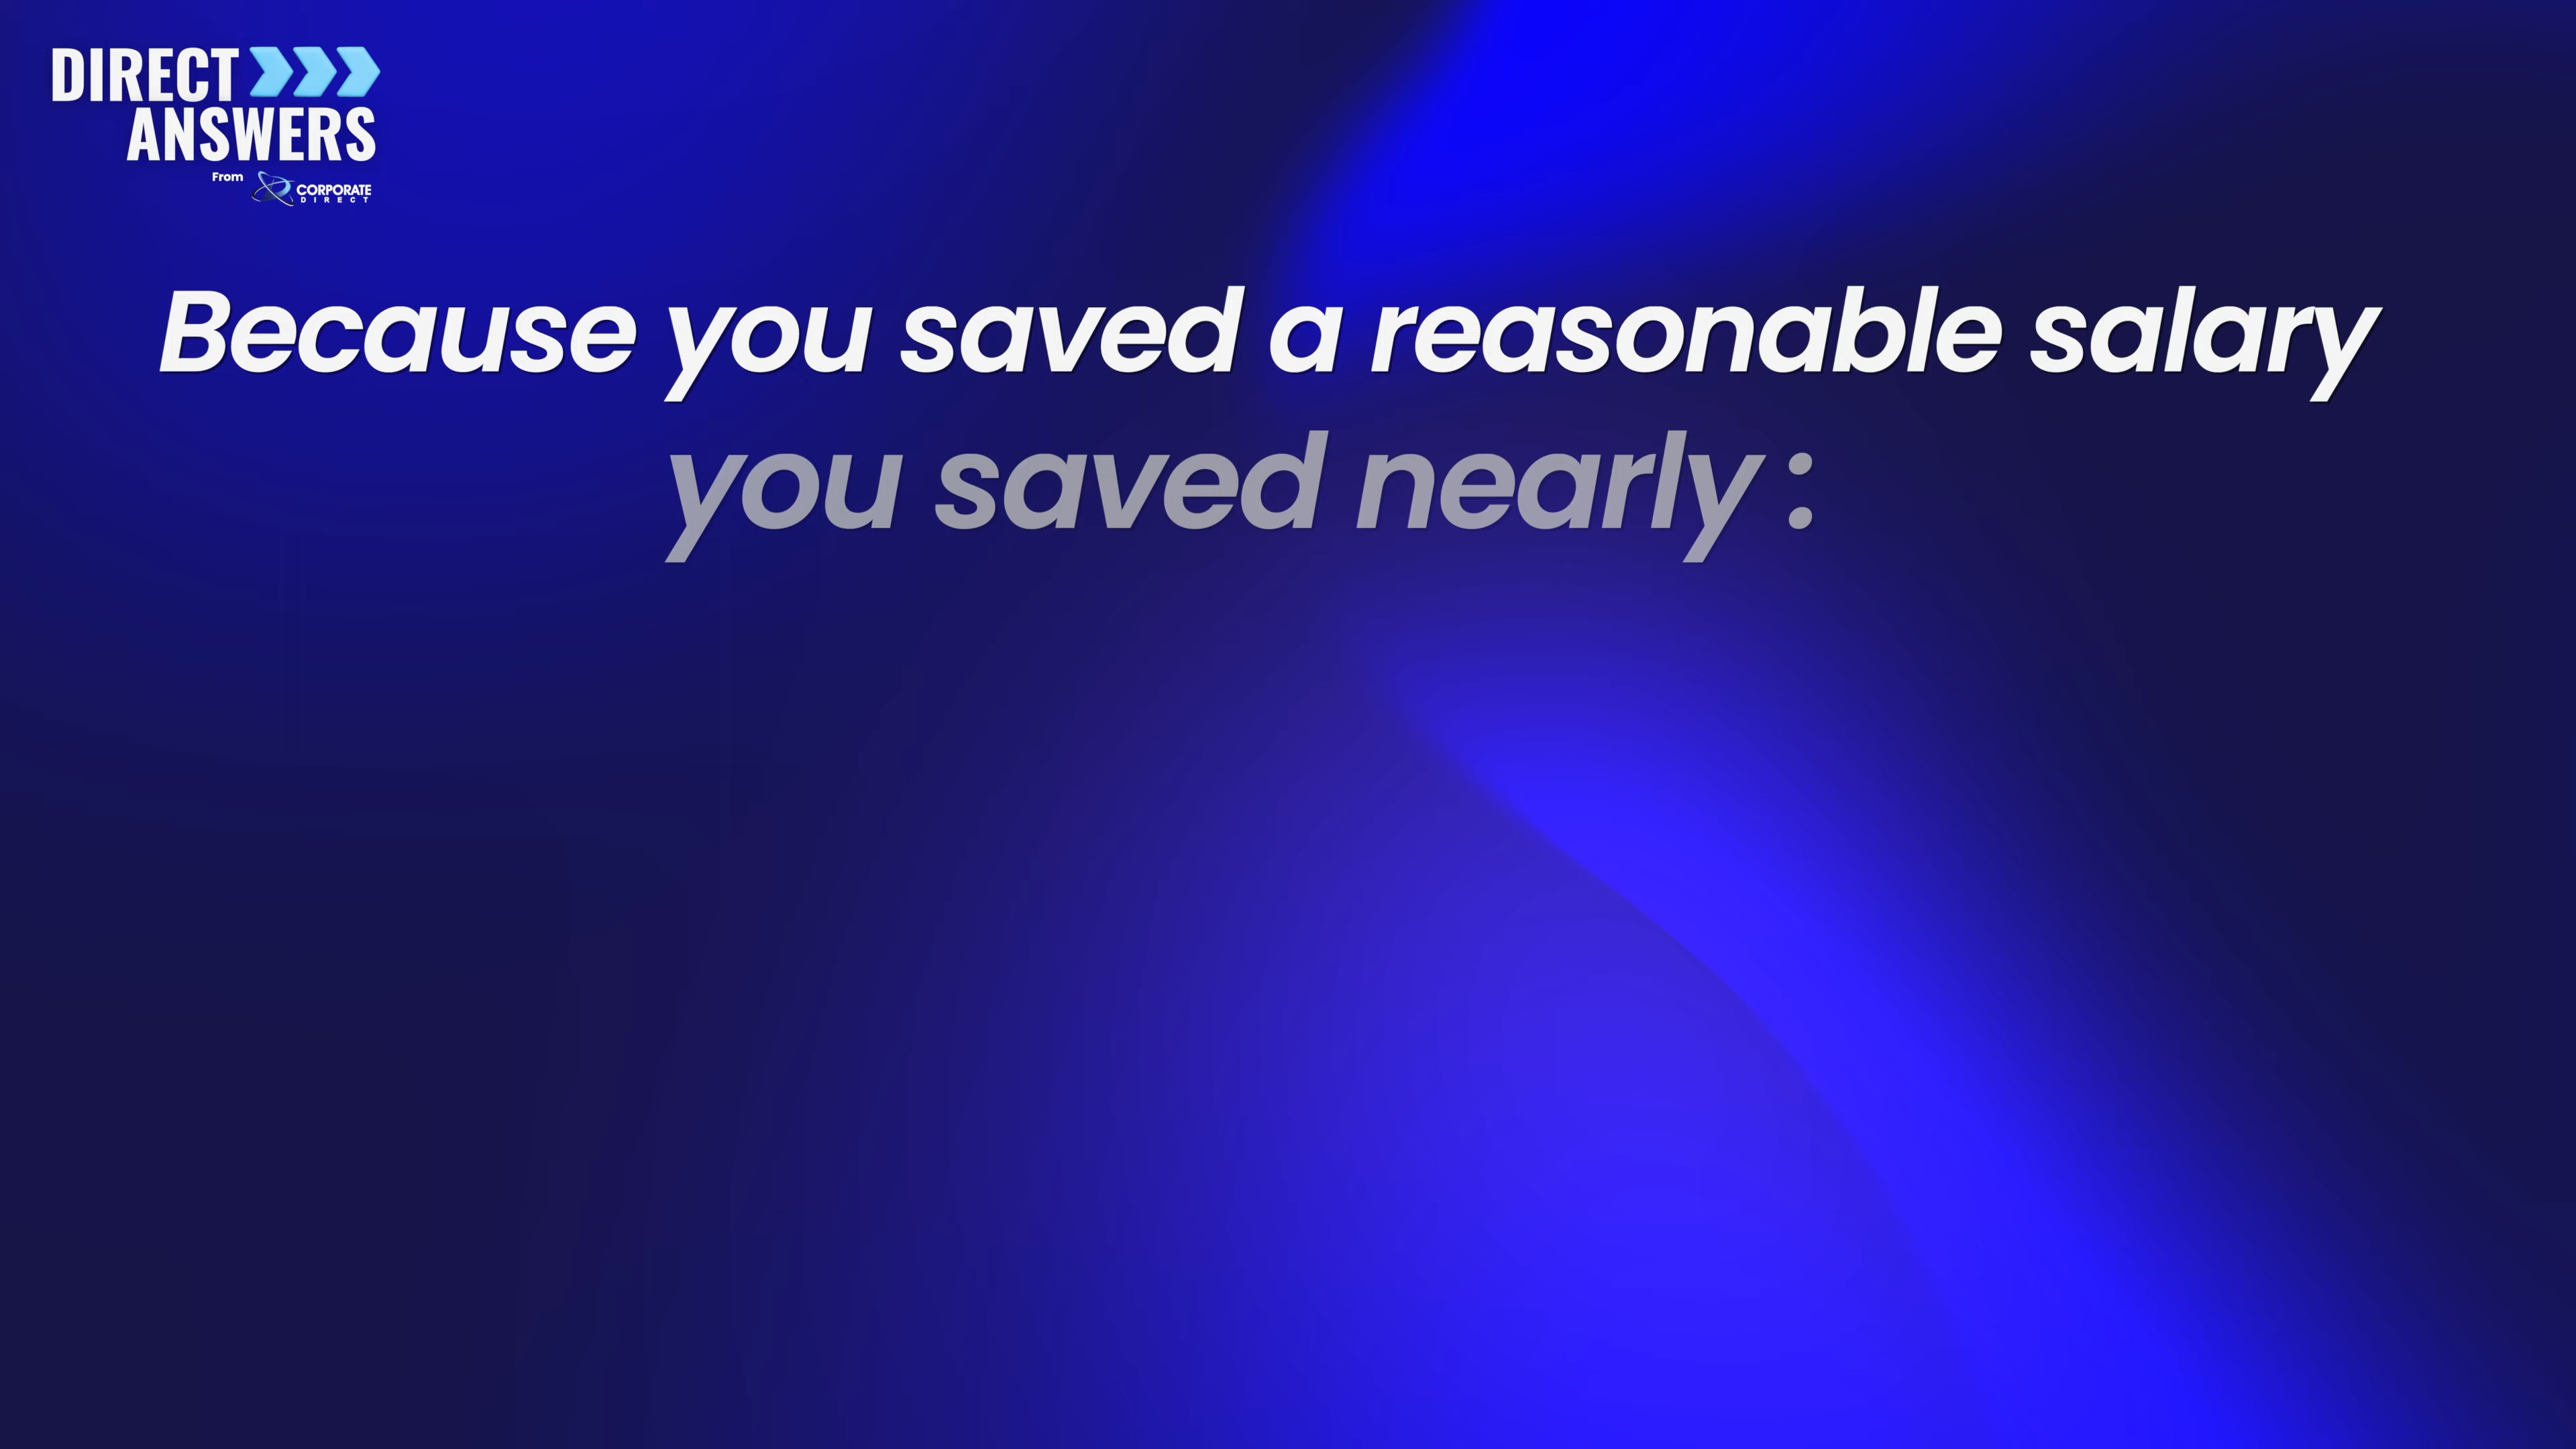 DIRECT
ANSWERS
From CORPORATE
DIRECT
Because you saved a reasonable salary
you saved nearly: